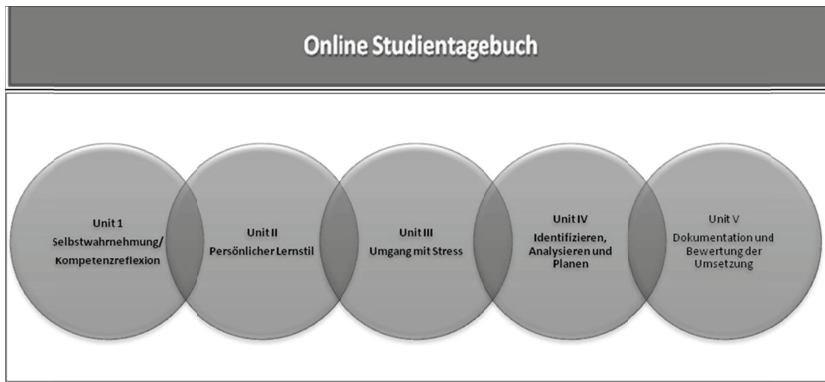 Online Studientagebuch
Unit 1
Selbstwahrnehmung/
Kompetenzreflexion
Unit II
Persönlicher Lernstil
Unit III
Umgang mit Stress
Unit IV
Identifizieren,
Analysieren und
Planen
Unit V
Dokumentation und
Bewertung der
Umsetzung